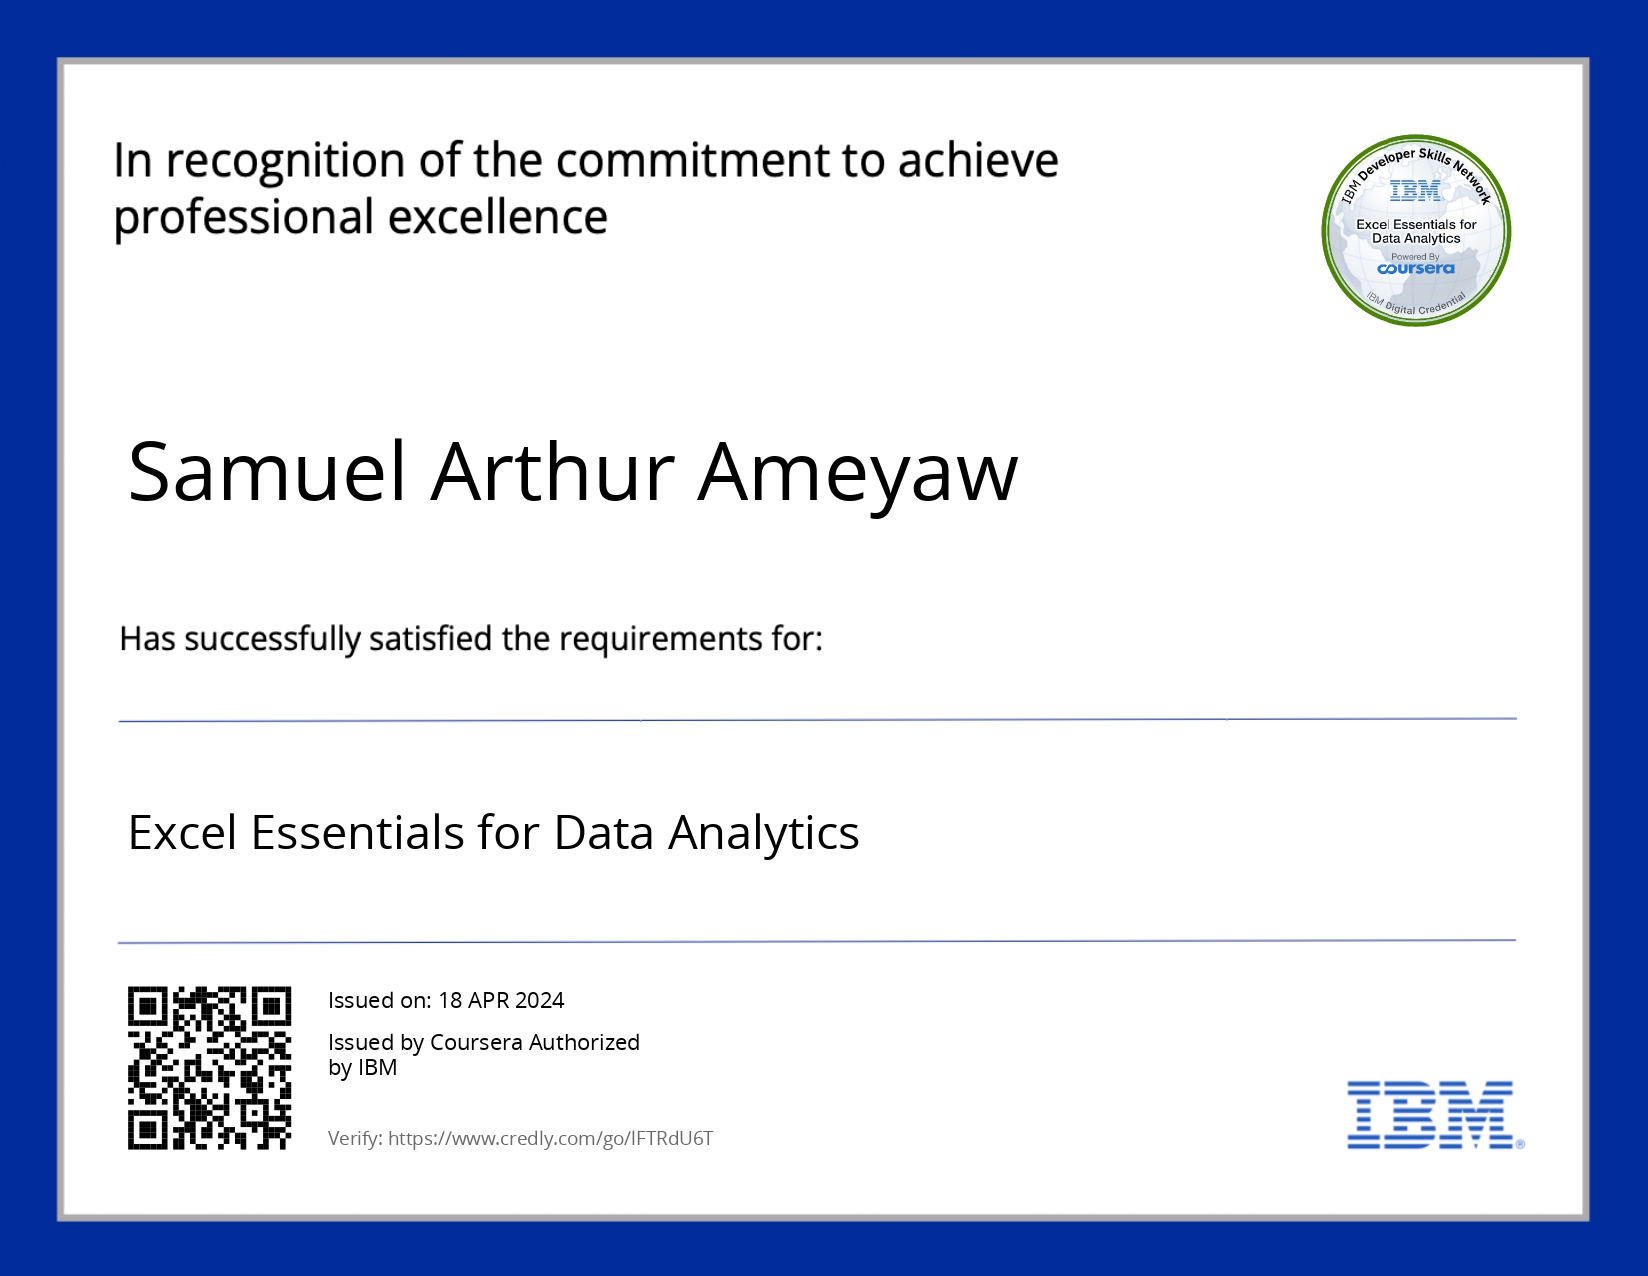 In recognition of the commitment to achieve
professional excellence
IBM Developer Skills Network
IBM
Excel Essentials for
Data Analytics
Powered By
coursera
IBM Digital Credential
Samuel Arthur Ameyaw
Has successfully satisfied the requirements for:
Excel Essentials for Data Analytics
Issued on: 18 APR 2024
Issued by Coursera Authorized
by IBM
Verify: https://www.credly.com/go/lFTRdU6T
IBM®